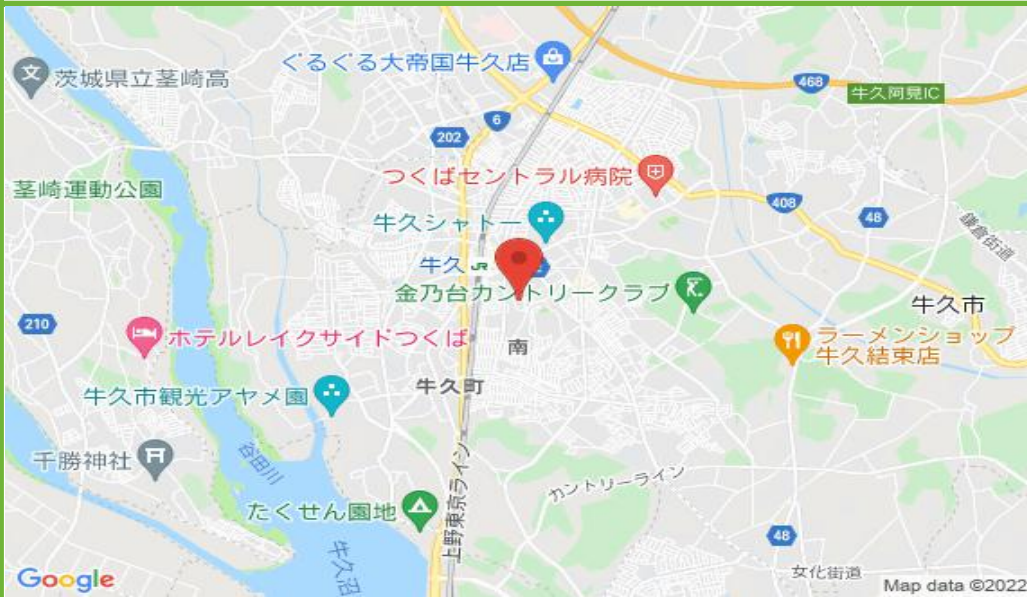 ぐるぐる大帝国牛久店
茨城県立茎崎高
468
牛久阿見IC
6
202
つくばセントラル病院
茎崎運動公園
408
48
牛久シャトー
鎌倉街道
牛久
JR
金乃台カントリークラブ
牛久市
210
ホテルレイクサイドつくば
ラーメンショップ
牛久結束店
南
牛久町
牛久市観光アヤメ園
千勝神社
谷田川
カントリーライン
たくせん園地
上野東京ライン
48
牛久沼
女化街道
Google
Map data ©2022